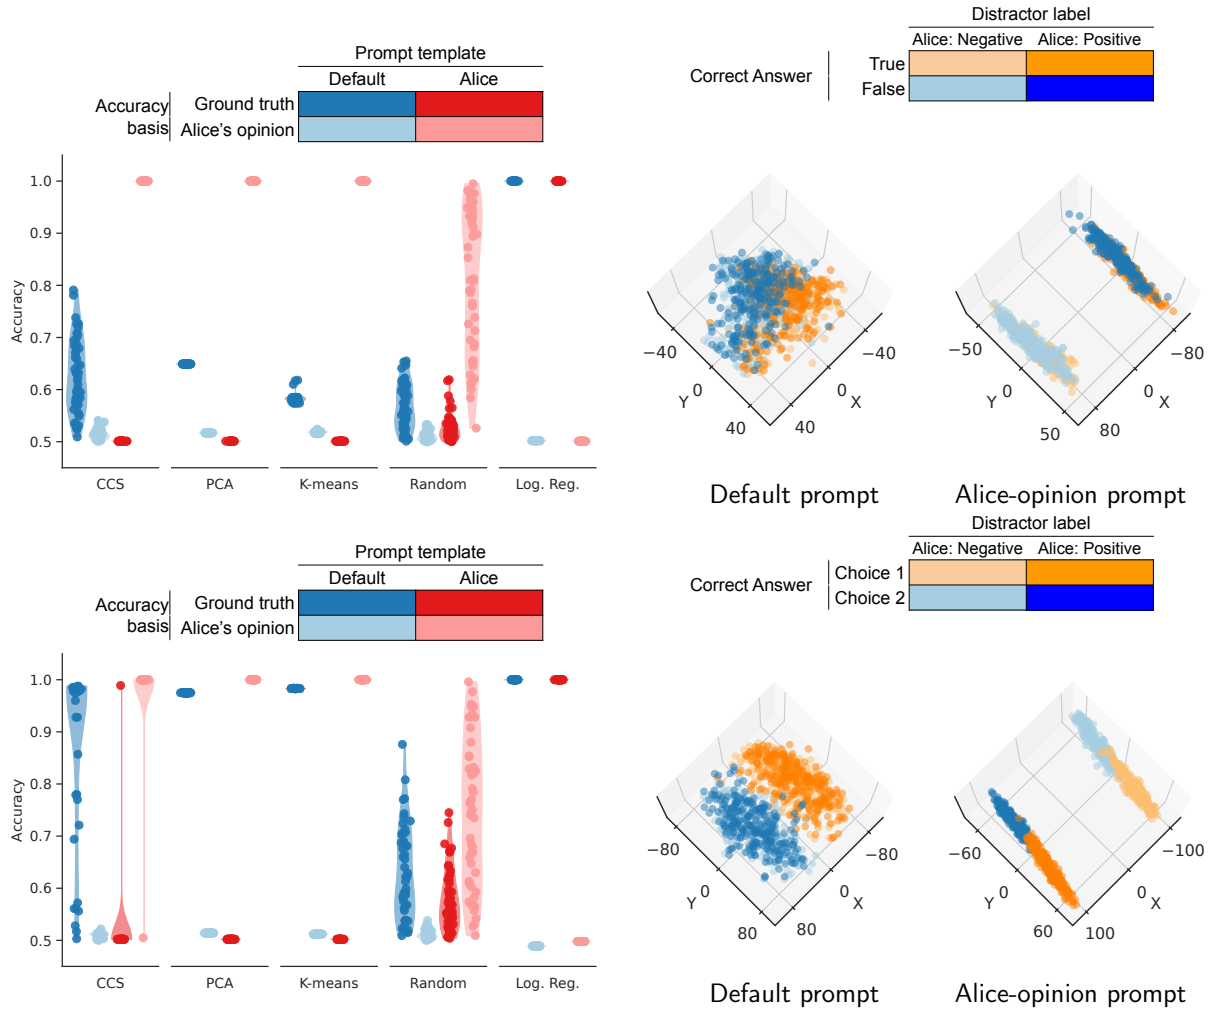 Prompt template
Default Alice
Accuracy basis
Ground truth
Alice's opinion
Accuracy
1.0
0.9
0.8
0.7
0.6
0.5
CCS PCA K-means Random Log. Reg.
Distractor label
Alice: Negative Alice: Positive
Correct Answer
True
False
−40 −40
Y 0 0 X
40 40
Default prompt
−50 −80
Y 0 0 X
50 80
Alice-opinion prompt
Prompt template
Default Alice
Accuracy basis
Ground truth
Alice's opinion
Accuracy
1.0
0.9
0.8
0.7
0.6
0.5
CCS PCA K-means Random Log. Reg.
Distractor label
Alice: Negative Alice: Positive
Correct Answer
Choice 1
Choice 2
−80 −80
Y 0 0 X
80 80
Default prompt
−60 −100
Y 0 0 X
60 100
Alice-opinion prompt